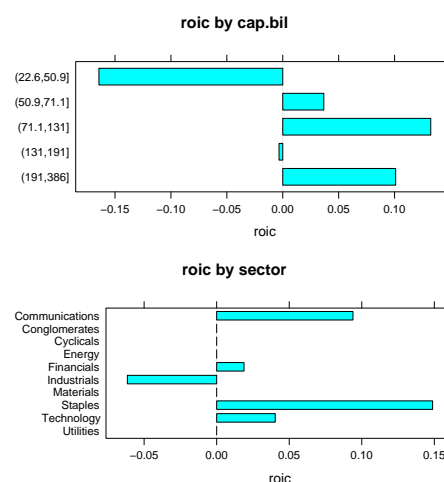 roic by cap.bil
(22.6,50.9]
(50.9,71.1]
(71.1,131]
(131,191]
(191,386]
−0.15 −0.10 −0.05 0.00 0.05 0.10
roic
roic by sector
Communications
Conglomerates
Cyclicals
Energy
Financials
Industrials
Materials
Staples
Technology
Utilities
−0.05 0.00 0.05 0.10 0.15
roic